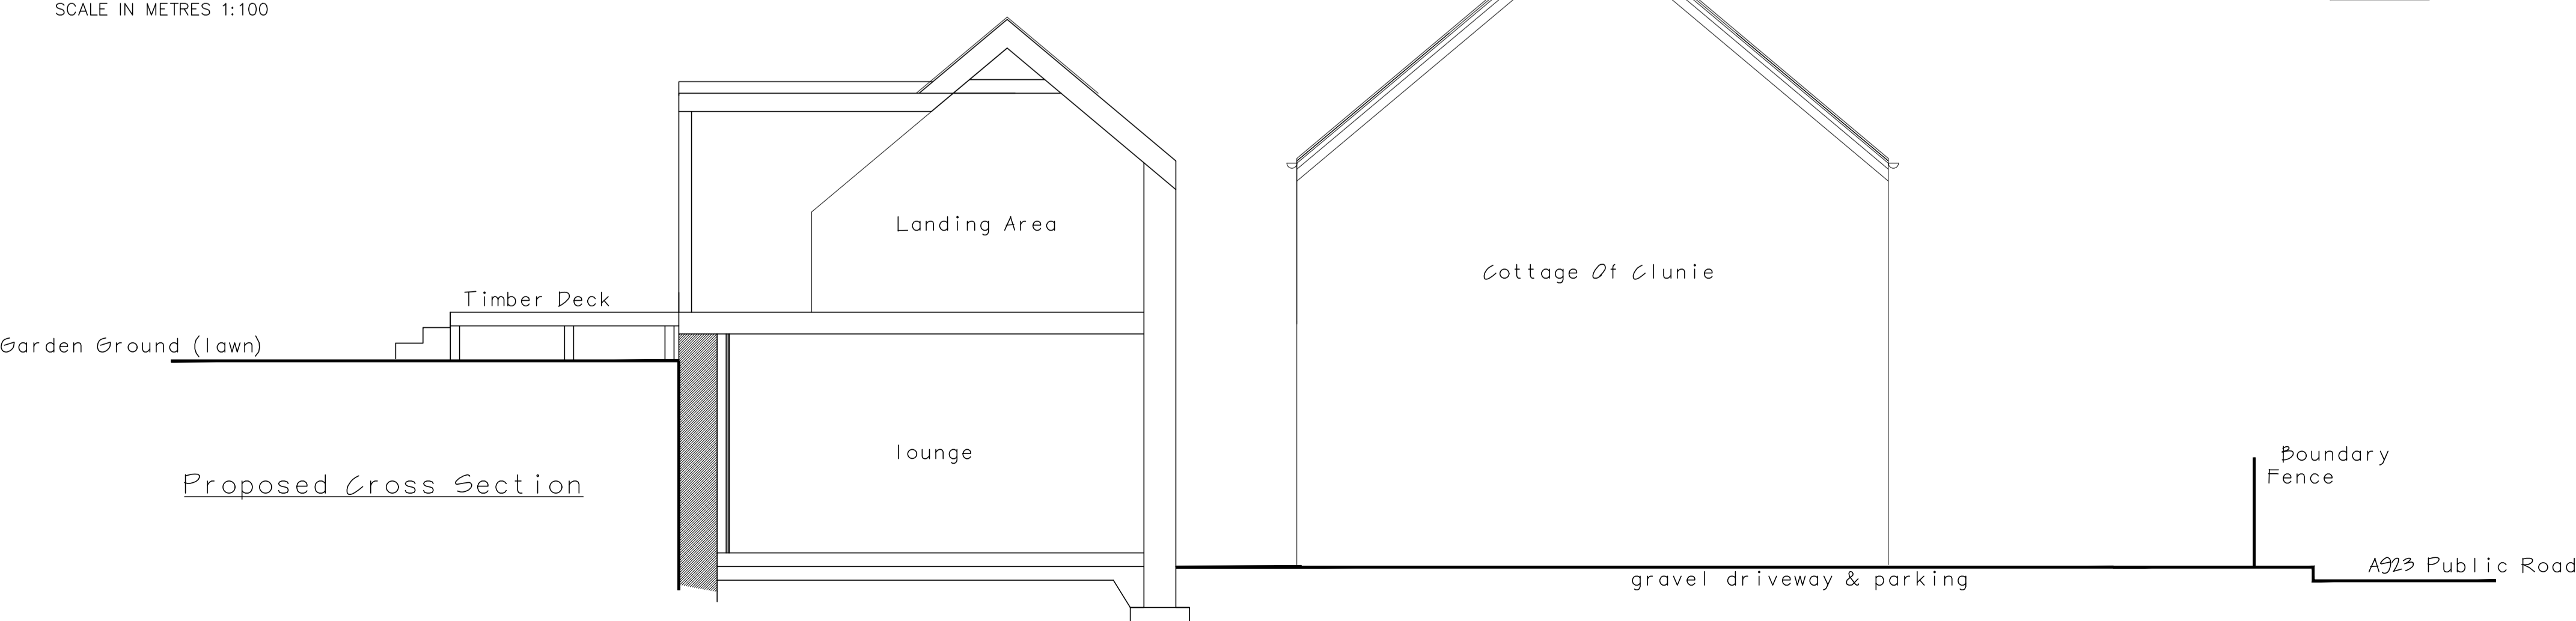 SCALE IN METRES 1:100
Landing Area
Cottage Of Clunie
Timber Deck
Garden Ground (lawn)
lounge
Proposed Cross Section
Boundary
Fence
A923 Public Road
gravel driveway & parking